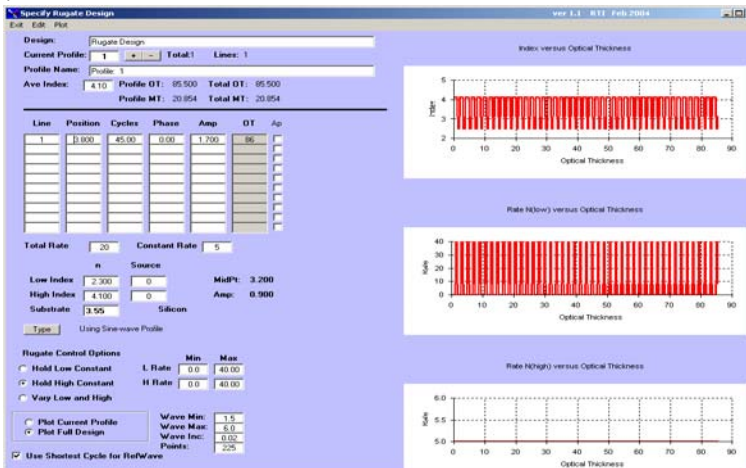 Specify Rugate Design
ver 1.1 - RTI Feb 2004
Exit Edit Plot
Design: Rugate Design
Current Profile: 1 + - Total:1 Lines: 1
Profile Name: Profile: 1
Ave Index: 4.10 Profile OT: 85.500 Total OT: 85.500
Profile MT: 20.854 Total MT: 20.854
Line Position Cycles Phase Amp OT Ap
1 3.800 45.00 0.00 1.700 86
Total Rate 20 Constant Rate 5
n Source
Low Index 2.300 0 MidPt: 3.200
High Index 4.100 0 Amp: 0.900
Substrate 3.55 Silicon
Type Using Sine-wave Profile
Rugate Control Options
Min Max
Hold Low Constant L Rate 0.0 40.00
Hold High Constant H Rate 0.0 40.00
Vary Low and High
Plot Current Profile
Plot Full Design
Wave Min: 1.5
Wave Max: 6.0
Wave Inc: 0.02
Points: 225
Use Shortest Cycle for RefWave
Index versus Optical Thickness
Index
5
4
3
2
0 10 20 30 40 50 60 70 80 90
Optical Thickness
Rate N(low) versus Optical Thickness
Rate
40
30
20
10
0
0 10 20 30 40 50 60 70 80 90
Optical Thickness
Rate N(high) versus Optical Thickness
Rate
6.0
5.5
5.0
0 10 20 30 40 50 60 70 80 90
Optical Thickness